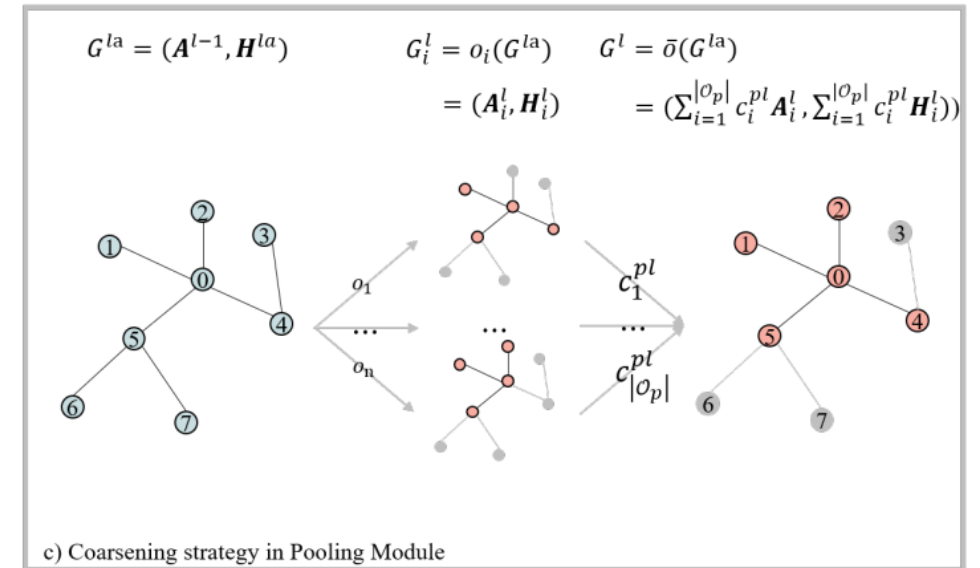 G^{la} = (A^{l-1}, H^{la})
G_i^l = o_i(G^{la})
= (A_i^l, H_i^l)
G^l = ō(G^{la})
= (∑_{i=1}^{|𝒪_p|} c_i^{pl} A_i^l, ∑_{i=1}^{|𝒪_p|} c_i^{pl} H_i^l))
2
1
3
0
4
5
6
7
o_1
...
o_n
...
c_1^{pl}
...
c_{|𝒪_p|}^{pl}
2
3
1
0
4
5
6
7
c) Coarsening strategy in Pooling Module